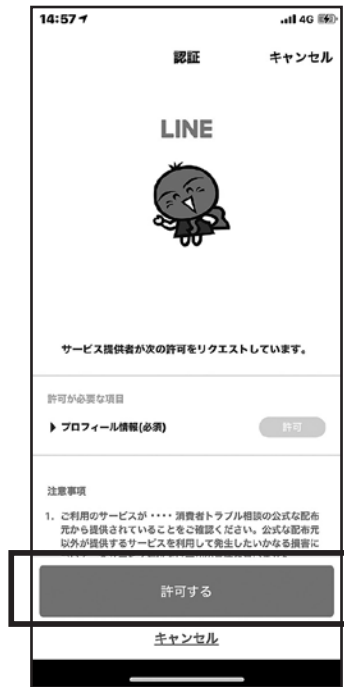 14:57 4G
認証 キャンセル
LINE
サービス提供者が次の許可をリクエストしています。
許可が必要な項目
▶ プロフィール情報(必須) 許可
注意事項
1. ご利用のサービスが・・・・消費者トラブル相談の公式な配布
元から提供されていることをご確認ください。公式な配布元
以外が提供するサービスを利用して発生したいかなる損害に
許可する
キャンセル